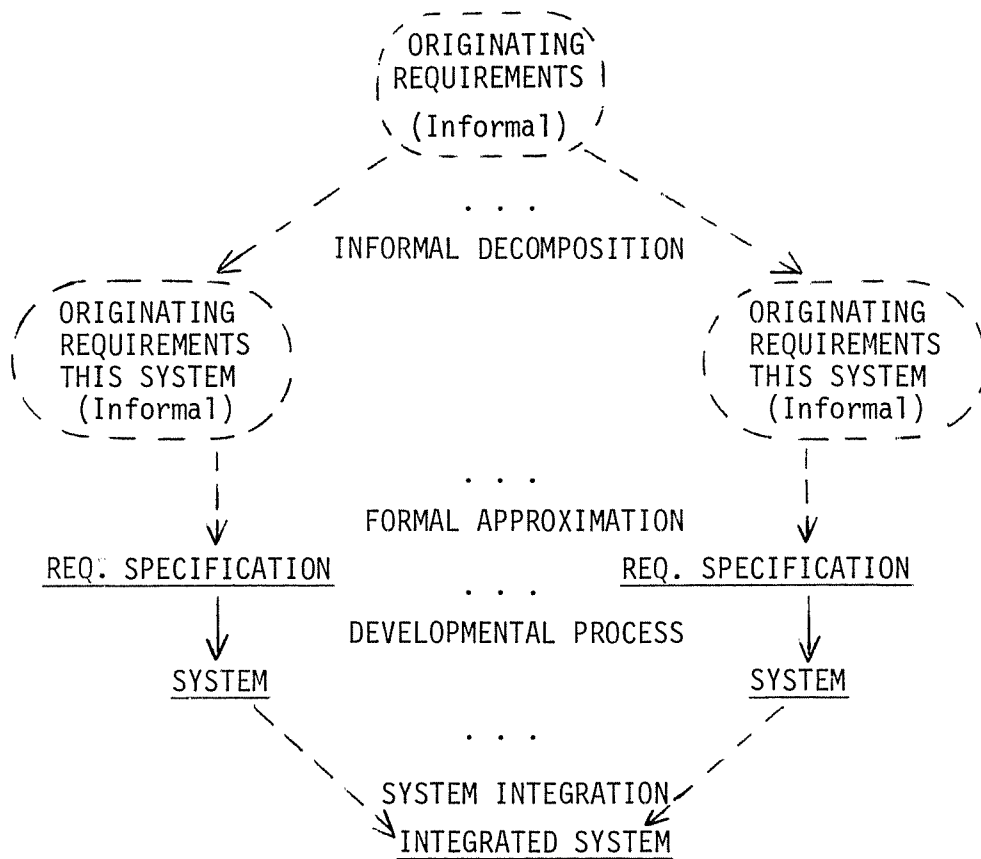 ORIGINATING
REQUIREMENTS
(Informal)
. . .
INFORMAL DECOMPOSITION
ORIGINATING
REQUIREMENTS
THIS SYSTEM
(Informal)
ORIGINATING
REQUIREMENTS
THIS SYSTEM
(Informal)
. . .
FORMAL APPROXIMATION
REQ. SPECIFICATION
REQ. SPECIFICATION
. . .
DEVELOPMENTAL PROCESS
SYSTEM
SYSTEM
. . .
SYSTEM INTEGRATION
INTEGRATED SYSTEM